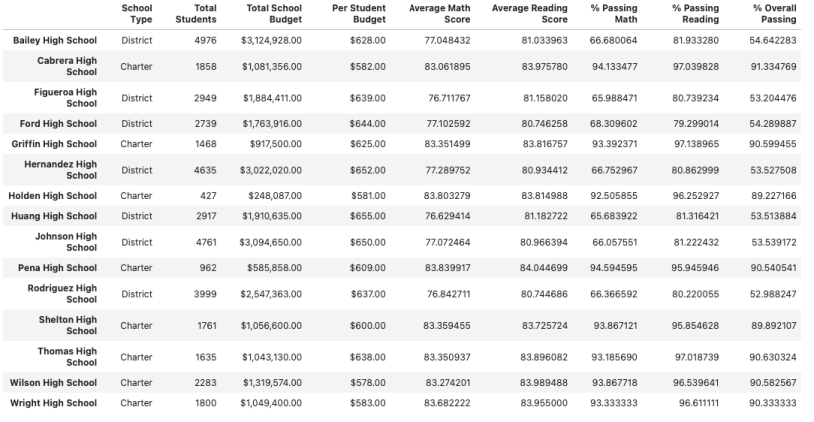 School Type Total Students Total School Budget Per Student Budget Average Math Score Average Reading Score % Passing Math % Passing Reading % Overall Passing
Bailey High School District 4976 $3,124,928.00 $628.00 77.048432 81.033963 66.680064 81.933280 54.642283
Cabrera High School Charter 1858 $1,081,356.00 $582.00 83.061895 83.975780 94.133477 97.039828 91.334769
Figueroa High School District 2949 $1,884,411.00 $639.00 76.711767 81.158020 65.988471 80.739234 53.204476
Ford High School District 2739 $1,763,916.00 $644.00 77.102592 80.746258 68.309602 79.299014 54.289887
Griffin High School Charter 1468 $917,500.00 $625.00 83.351499 83.816757 93.392371 97.138965 90.599455
Hernandez High School District 4635 $3,022,020.00 $652.00 77.289752 80.934412 66.752967 80.862999 53.527508
Holden High School Charter 427 $248,087.00 $581.00 83.803279 83.814988 92.505855 96.252927 89.227166
Huang High School District 2917 $1,910,635.00 $655.00 76.629414 81.182722 65.683922 81.316421 53.513884
Johnson High School District 4761 $3,094,650.00 $650.00 77.072464 80.966394 66.057551 81.222432 53.539172
Pena High School Charter 962 $585,858.00 $609.00 83.839917 84.044699 94.594595 95.945946 90.540541
Rodriguez High School District 3999 $2,547,363.00 $637.00 76.842711 80.744686 66.366592 80.220055 52.988247
Shelton High School Charter 1761 $1,056,600.00 $600.00 83.359455 83.725724 93.867121 95.854628 89.892107
Thomas High School Charter 1635 $1,043,130.00 $638.00 83.350937 83.896082 93.185690 97.018739 90.630324
Wilson High School Charter 2283 $1,319,574.00 $578.00 83.274201 83.989488 93.867718 96.539641 90.582567
Wright High School Charter 1800 $1,049,400.00 $583.00 83.682222 83.955000 93.333333 96.611111 90.333333